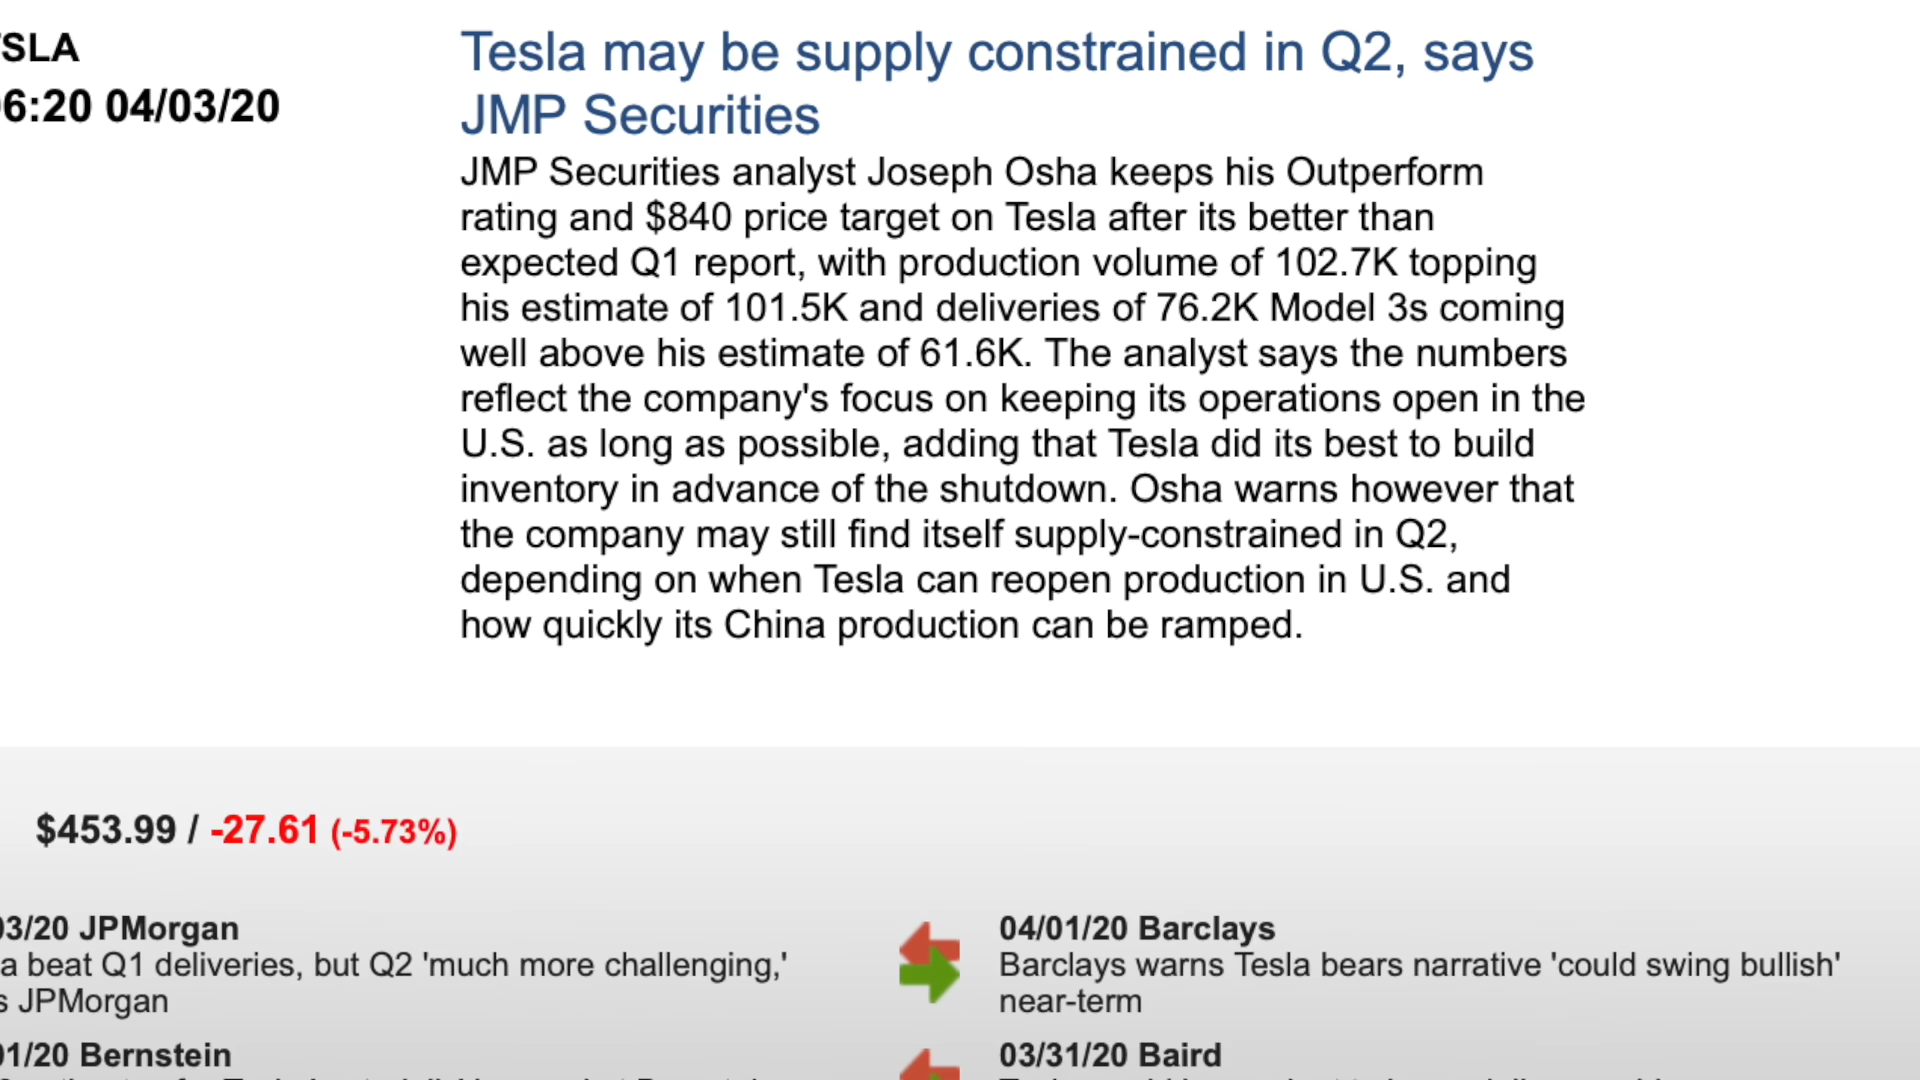 TSLA
06:20 04/03/20
Tesla may be supply constrained in Q2, says
JMP Securities
JMP Securities analyst Joseph Osha keeps his Outperform
rating and $840 price target on Tesla after its better than
expected Q1 report, with production volume of 102.7K topping
his estimate of 101.5K and deliveries of 76.2K Model 3s coming
well above his estimate of 61.6K. The analyst says the numbers
reflect the company's focus on keeping its operations open in the
U.S. as long as possible, adding that Tesla did its best to build
inventory in advance of the shutdown. Osha warns however that
the company may still find itself supply-constrained in Q2,
depending on when Tesla can reopen production in U.S. and
how quickly its China production can be ramped.
$453.99 / -27.61 (-5.73%)
03/20 JPMorgan
a beat Q1 deliveries, but Q2 'much more challenging,'
s JPMorgan
04/01/20 Barclays
Barclays warns Tesla bears narrative 'could swing bullish'
near-term
01/20 Bernstein
03/31/20 Baird